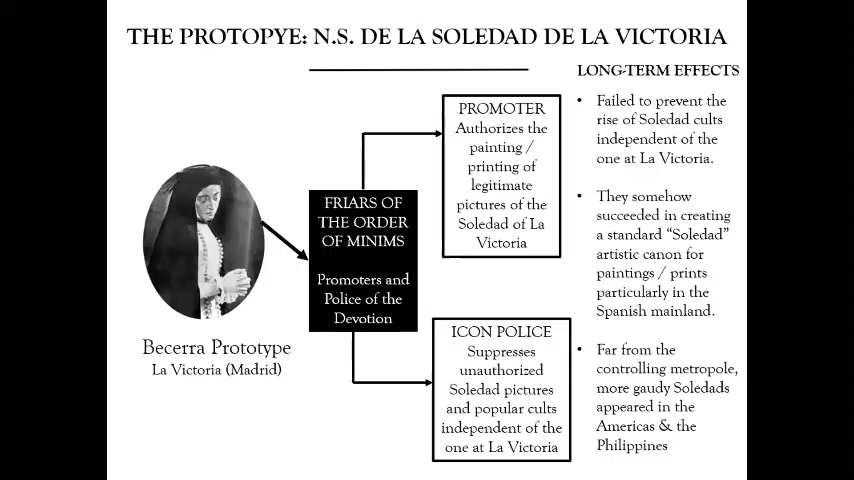 THE PROTOPYE: N.S. DE LA SOLEDAD DE LA VICTORIA
Becerra Prototype
La Victoria (Madrid)
FRIARS OF
THE ORDER
OF MINIMS
Promoters and
Police of the
Devotion
PROMOTER
Authorizes the
painting /
printing of
legitimate
pictures of the
Soledad of La
Victoria
ICON POLICE
Suppresses
unauthorized
Soledad pictures
and popular cults
independent of the
one at La Victoria
LONG-TERM EFFECTS
• Failed to prevent the
rise of Soledad cults
independent of the
one at La Victoria.
• They somehow
succeeded in creating
a standard “Soledad”
artistic canon for
paintings / prints
particularly in the
Spanish mainland.
• Far from the
controlling metropole,
more gaudy Soledads
appeared in the
Americas & the
Philippines